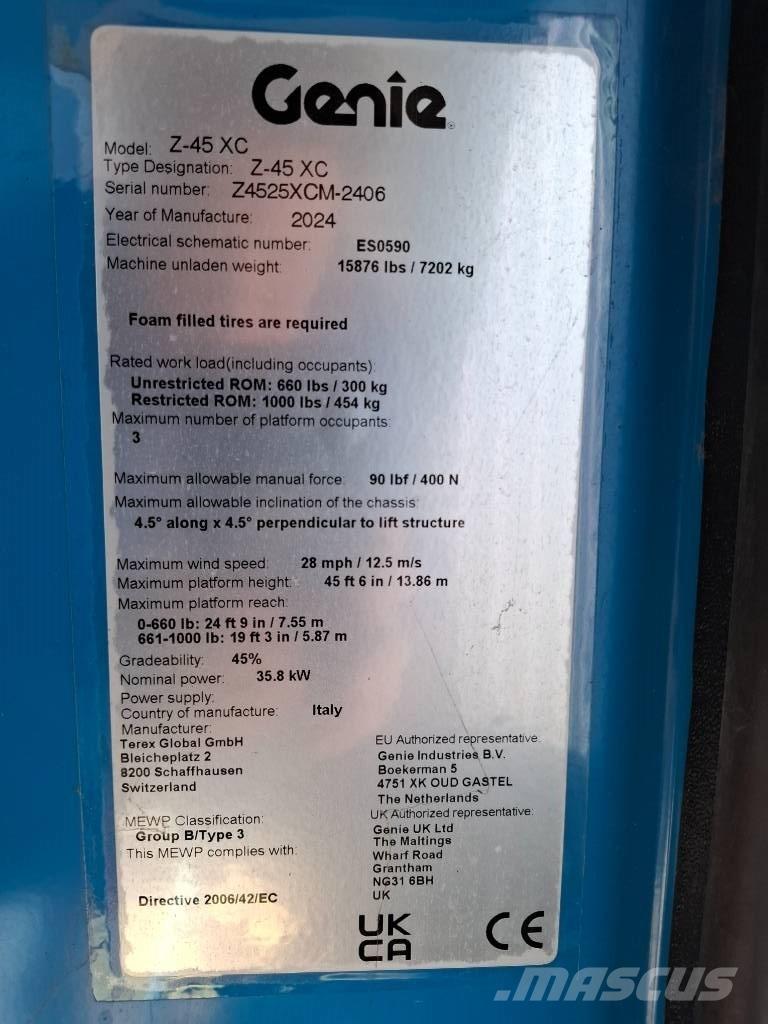 Genie
Model: Z-45 XC
Type Designation: Z-45 XC
Serial number: Z4525XCM-2406
Year of Manufacture: 2024
Electrical schematic number: ES0590
Machine unladen weight: 15876 lbs / 7202 kg
Foam filled tires are required
Rated work load(including occupants):
Unrestricted ROM: 660 lbs / 300 kg
Restricted ROM: 1000 lbs / 454 kg
Maximum number of platform occupants:
3
Maximum allowable manual force: 90 lbf / 400 N
Maximum allowable inclination of the chassis:
4.5° along x 4.5° perpendicular to lift structure
Maximum wind speed: 28 mph / 12.5 m/s
Maximum platform height: 45 ft 6 in / 13.86 m
Maximum platform reach:
0-660 lb: 24 ft 9 in / 7.55 m
661-1000 lb: 19 ft 3 in / 5.87 m
Gradeability: 45%
Nominal power: 35.8 kW
Power supply:
Country of manufacture: Italy
Manufacturer:
Terex Global GmbH
Bleicheplatz 2
8200 Schaffhausen
Switzerland
EU Authorized representative:
Genie Industries B.V.
Boekerman 5
4751 XK OUD GASTEL
The Netherlands
MEWP Classification:
Group B/Type 3
This MEWP complies with:
Directive 2006/42/EC
UK Authorized representative:
Genie UK Ltd
The Maltings
Wharf Road
Grantham
NG31 6BH
UK
UK
CA
CE
MASCUS